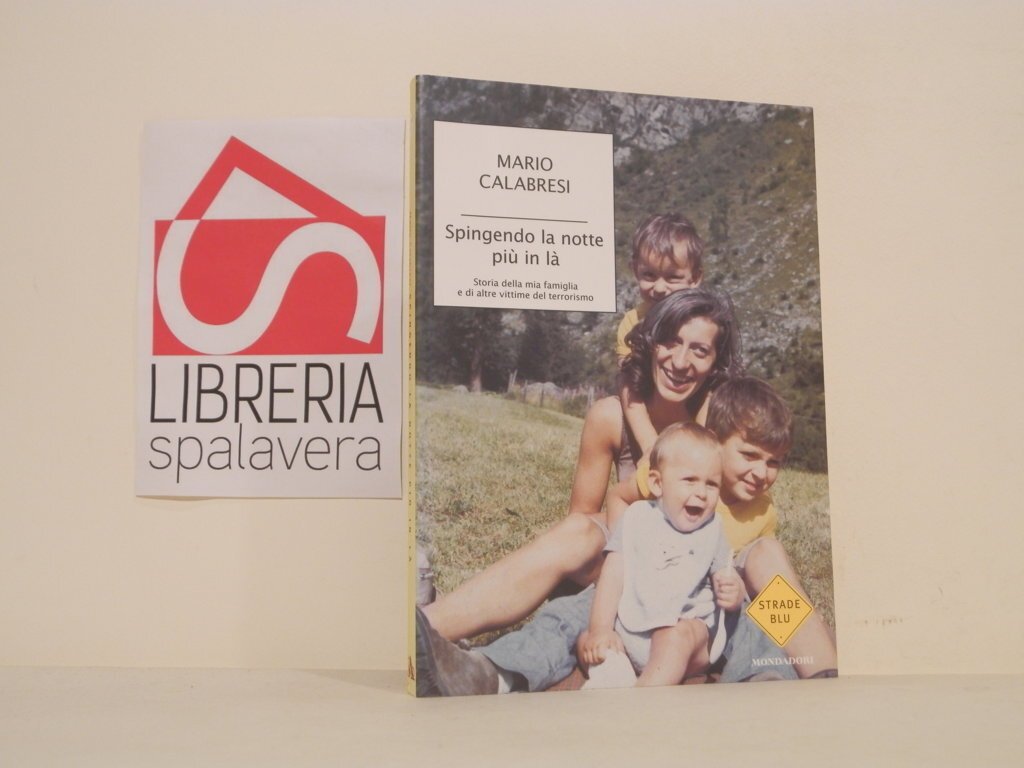 LIBRERIA
spalavera
MARIO
CALABRESI
Spingendo la notte
più in là
Storia della mia famiglia
e di altre vittime del terrorismo
STRADE
BLU
MONDADORI